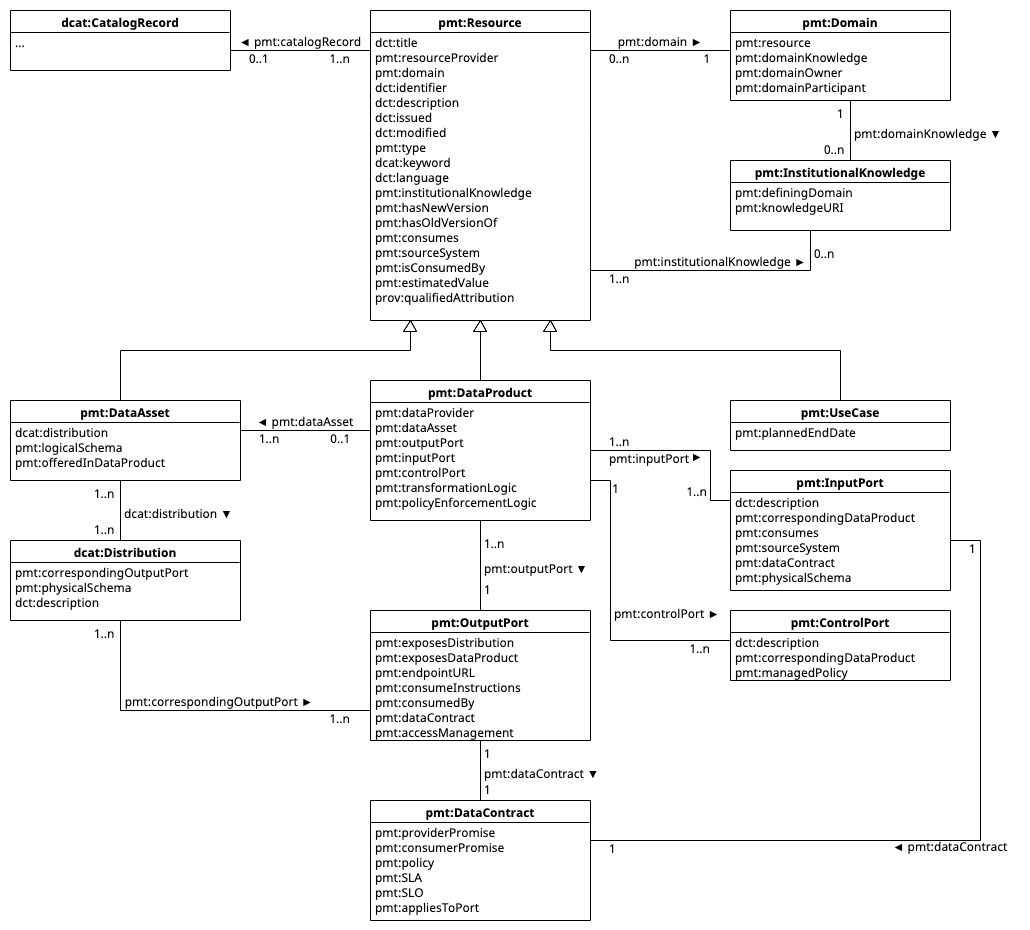 dcat:CatalogRecord
...
◄ pmt:catalogRecord
0..1
1..n
pmt:Resource
dct:title
pmt:resourceProvider
pmt:domain
dct:identifier
dct:description
dct:issued
dct:modified
pmt:type
dcat:keyword
dct:language
pmt:institutionalKnowledge
pmt:hasNewVersion
pmt:hasOldVersionOf
pmt:consumes
pmt:sourceSystem
pmt:isConsumedBy
pmt:estimatedValue
prov:qualifiedAttribution
pmt:domain ►
0..n
1
pmt:Domain
pmt:resource
pmt:domainKnowledge
pmt:domainOwner
pmt:domainParticipant
1
pmt:domainKnowledge ▼
0..n
pmt:InstitutionalKnowledge
pmt:definingDomain
pmt:knowledgeURI
0..n
pmt:institutionalKnowledge ►
1..n
pmt:DataAsset
dcat:distribution
pmt:logicalSchema
pmt:offeredInDataProduct
◄ pmt:dataAsset
1..n
0..1
pmt:DataProduct
pmt:dataProvider
pmt:dataAsset
pmt:outputPort
pmt:inputPort
pmt:controlPort
pmt:transformationLogic
pmt:policyEnforcementLogic
pmt:UseCase
pmt:plannedEndDate
1..n
pmt:inputPort ►
1..n
1
pmt:InputPort
dct:description
pmt:correspondingDataProduct
pmt:consumes
pmt:sourceSystem
pmt:dataContract
pmt:physicalSchema
1
1..n
dcat:distribution ▼
1..n
dcat:Distribution
pmt:correspondingOutputPort
pmt:physicalSchema
dct:description
1..n
1..n
pmt:outputPort ▼
1
pmt:controlPort ►
1..n
pmt:ControlPort
dct:description
pmt:correspondingDataProduct
pmt:managedPolicy
pmt:OutputPort
pmt:exposesDistribution
pmt:exposesDataProduct
pmt:endpointURL
pmt:consumeInstructions
pmt:consumedBy
pmt:dataContract
pmt:accessManagement
pmt:correspondingOutputPort ►
1..n
1
pmt:dataContract ▼
1
pmt:DataContract
pmt:providerPromise
pmt:consumerPromise
pmt:policy
pmt:SLA
pmt:SLO
pmt:appliesToPort
1
◄ pmt:dataContract